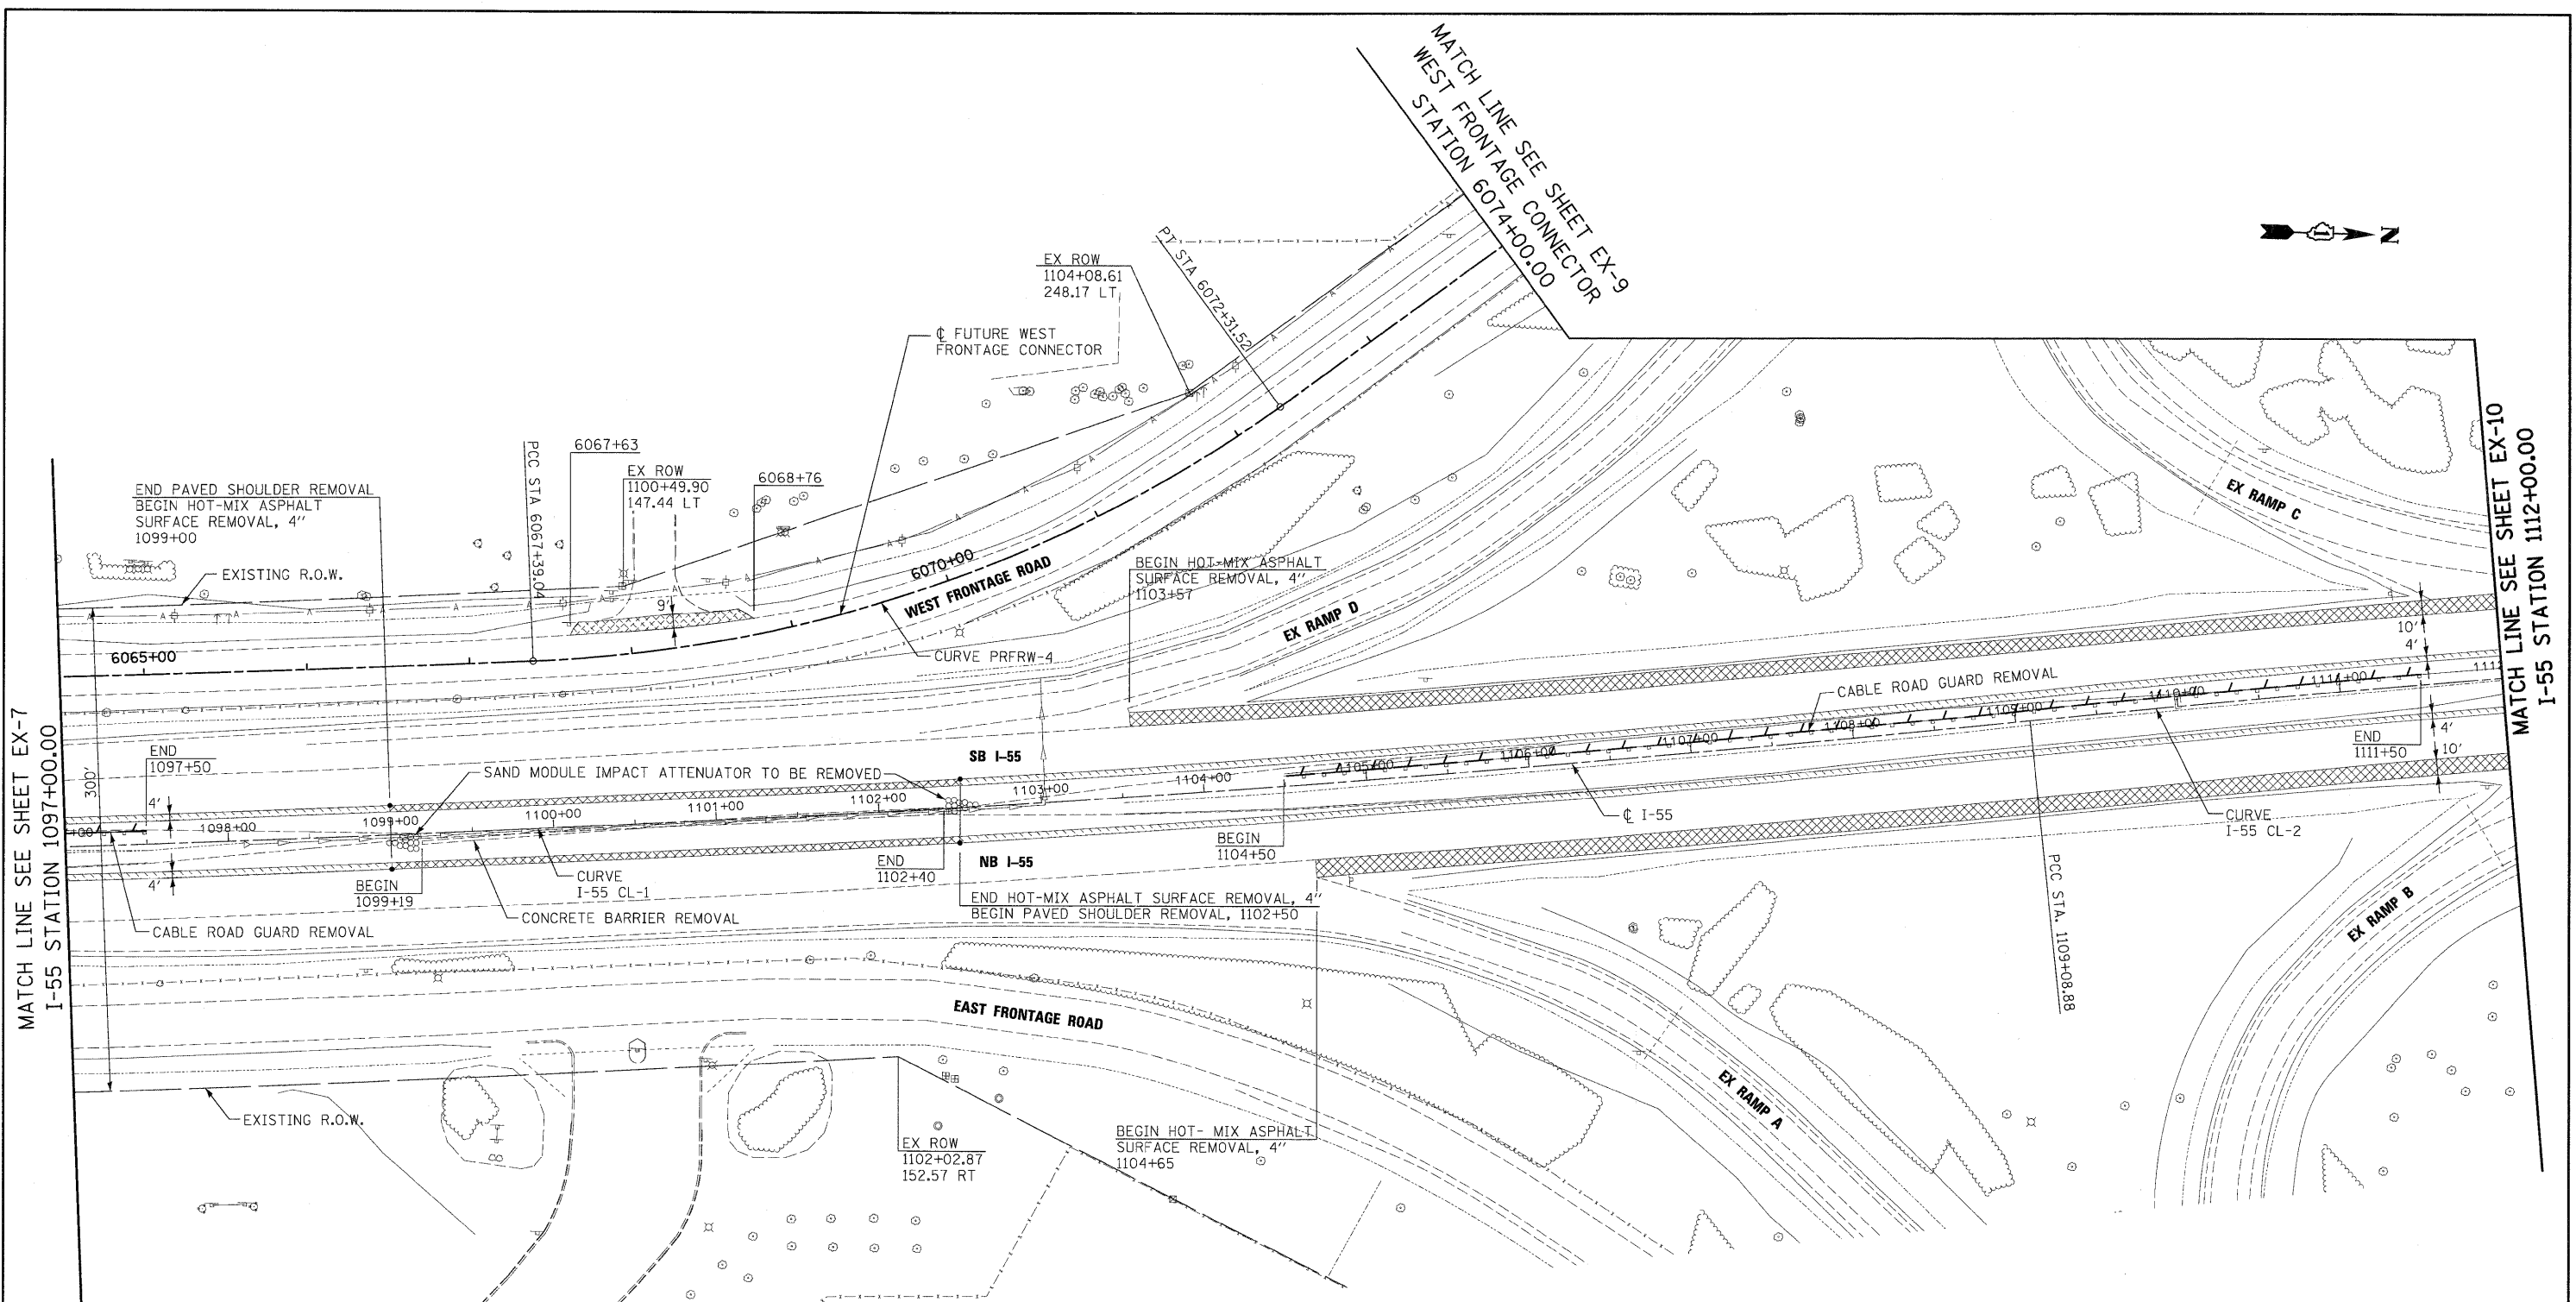 MATCH LINE SEE SHEET EX-9
WEST FRONTAGE CONNECTOR
STATION 6074+00.00
N
EX ROW
1104+08.61
248.17 LT
PT STA 6072+31.52
℄ FUTURE WEST
FRONTAGE CONNECTOR
PCC STA 6067+39.04
6067+63
EX ROW
1100+49.90
147.44 LT
6068+76
END PAVED SHOULDER REMOVAL
BEGIN HOT-MIX ASPHALT
SURFACE REMOVAL, 4"
1099+00
EXISTING R.O.W.
9'
6065+00
6070+00
WEST FRONTAGE ROAD
CURVE PRFRW-4
BEGIN HOT-MIX ASPHALT
SURFACE REMOVAL, 4"
1103+57
EX RAMP D
EX RAMP C
MATCH LINE SEE SHEET EX-10
I-55 STATION 1112+00.00
10'
4'
CABLE ROAD GUARD REMOVAL
MATCH LINE SEE SHEET EX-7
I-55 STATION 1097+00.00
300'
END
1097+50
4'
4'
SAND MODULE IMPACT ATTENUATOR TO BE REMOVED
SB I-55
NB I-55
+00
1098+00
1099+00
1100+00
1101+00
1102+00
1103+00
1104+00
1105+00
1106+00
1107+00
1108+00
1109+00
1110+00
1111+00
BEGIN
1099+19
CURVE
I-55 CL-1
CONCRETE BARRIER REMOVAL
CABLE ROAD GUARD REMOVAL
END
1102+40
END HOT-MIX ASPHALT SURFACE REMOVAL, 4"
BEGIN PAVED SHOULDER REMOVAL, 1102+50
BEGIN
1104+50
℄ I-55
END
1111+50
4'
10'
CURVE
I-55 CL-2
PCC STA. 1109+08.88
EX RAMP B
EX RAMP A
EAST FRONTAGE ROAD
EXISTING R.O.W.
EX ROW
1102+02.87
152.57 RT
BEGIN HOT- MIX ASPHALT
SURFACE REMOVAL, 4"
1104+65